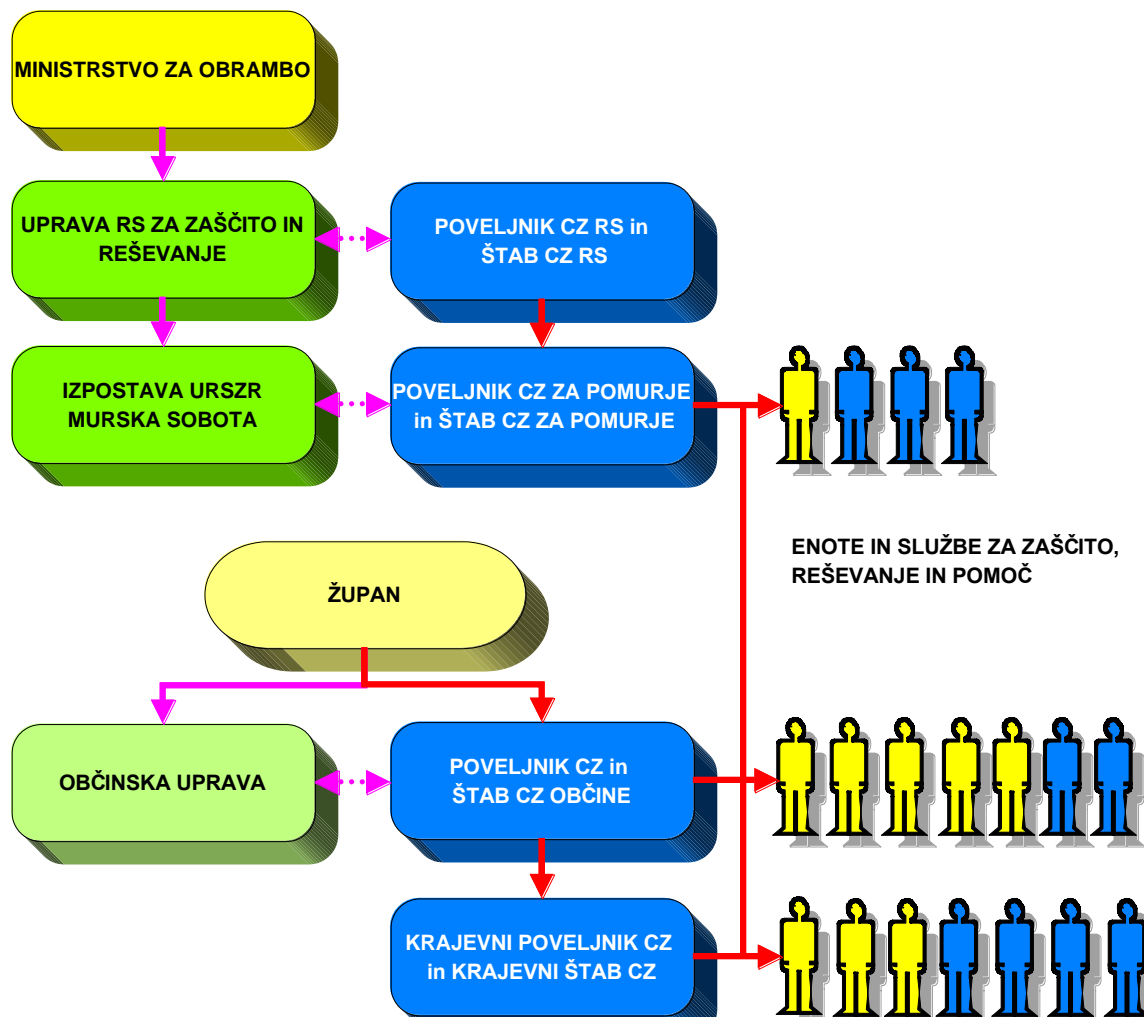 MINISTRSTVO ZA OBRAMBO
UPRAVA RS ZA ZAŠČITO IN
REŠEVANJE
POVELJNIK CZ RS in
ŠTAB CZ RS
IZPOSTAVA URSZR
MURSKA SOBOTA
POVELJNIK CZ ZA POMURJE
in ŠTAB CZ ZA POMURJE
ENOTE IN SLUŽBE ZA ZAŠČITO,
REŠEVANJE IN POMOČ
ŽUPAN
OBČINSKA UPRAVA
POVELJNIK CZ in
ŠTAB CZ OBČINE
KRAJEVNI POVELJNIK CZ
in KRAJEVNI ŠTAB CZ